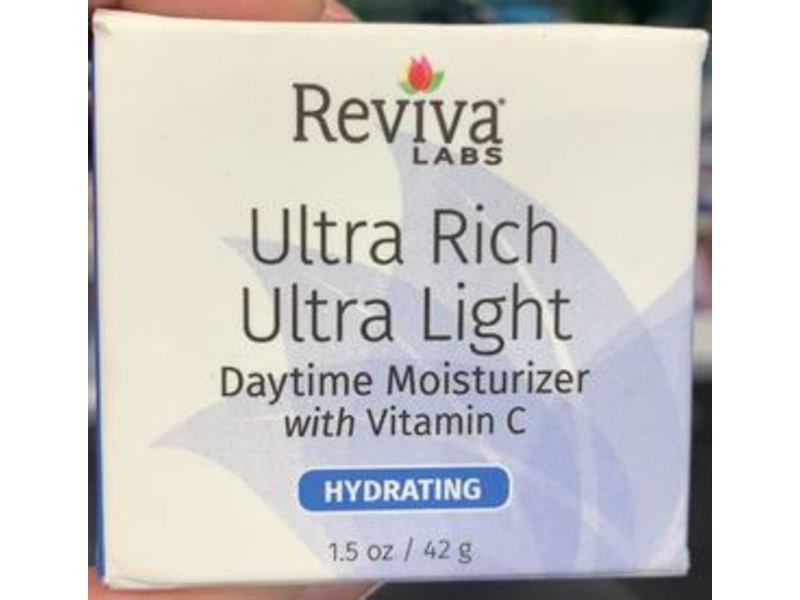 Reviva
LABS
Ultra Rich
Ultra Light
Daytime Moisturizer
with Vitamin C
HYDRATING
1.5 oz / 42 g